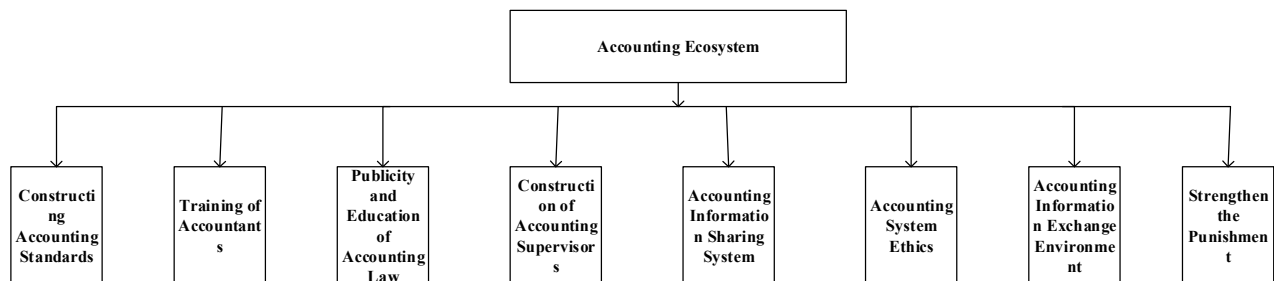 Accounting Ecosystem
Constructi
ng
Accounting
Standards
Training of
Accountant
s
Publicity
and
Education
of
Accounting
Law
Constructi
on of
Accounting
Supervisor
s
Accounting
Informatio
n Sharing
System
Accounting
System
Ethics
Accounting
Informatio
n Exchange
Environme
nt
Strengthen
the
Punishmen
t